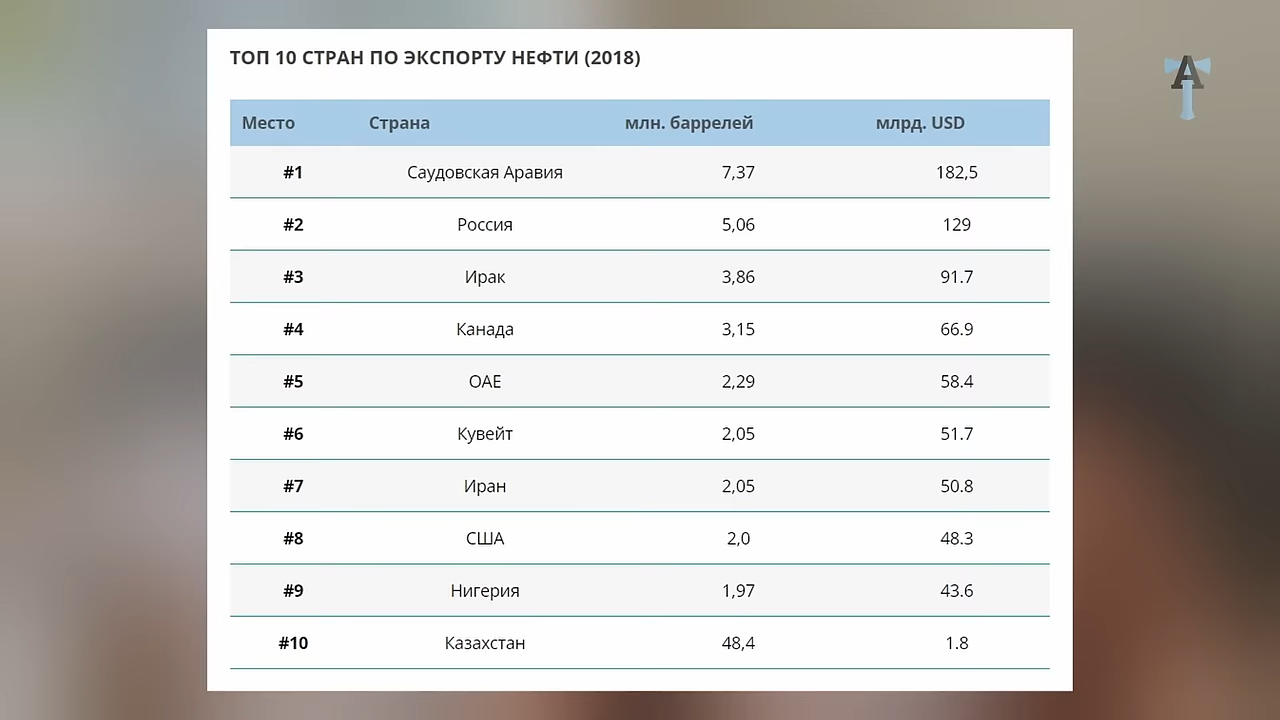 ТОП 10 СТРАН ПО ЭКСПОРТУ НЕФТИ (2018)
Место Страна млн. баррелей млрд. USD
#1 Саудовская Аравия 7,37 182,5
#2 Россия 5,06 129
#3 Ирак 3,86 91.7
#4 Канада 3,15 66.9
#5 ОАЕ 2,29 58.4
#6 Кувейт 2,05 51.7
#7 Иран 2,05 50.8
#8 США 2,0 48.3
#9 Нигерия 1,97 43.6
#10 Казахстан 48,4 1.8